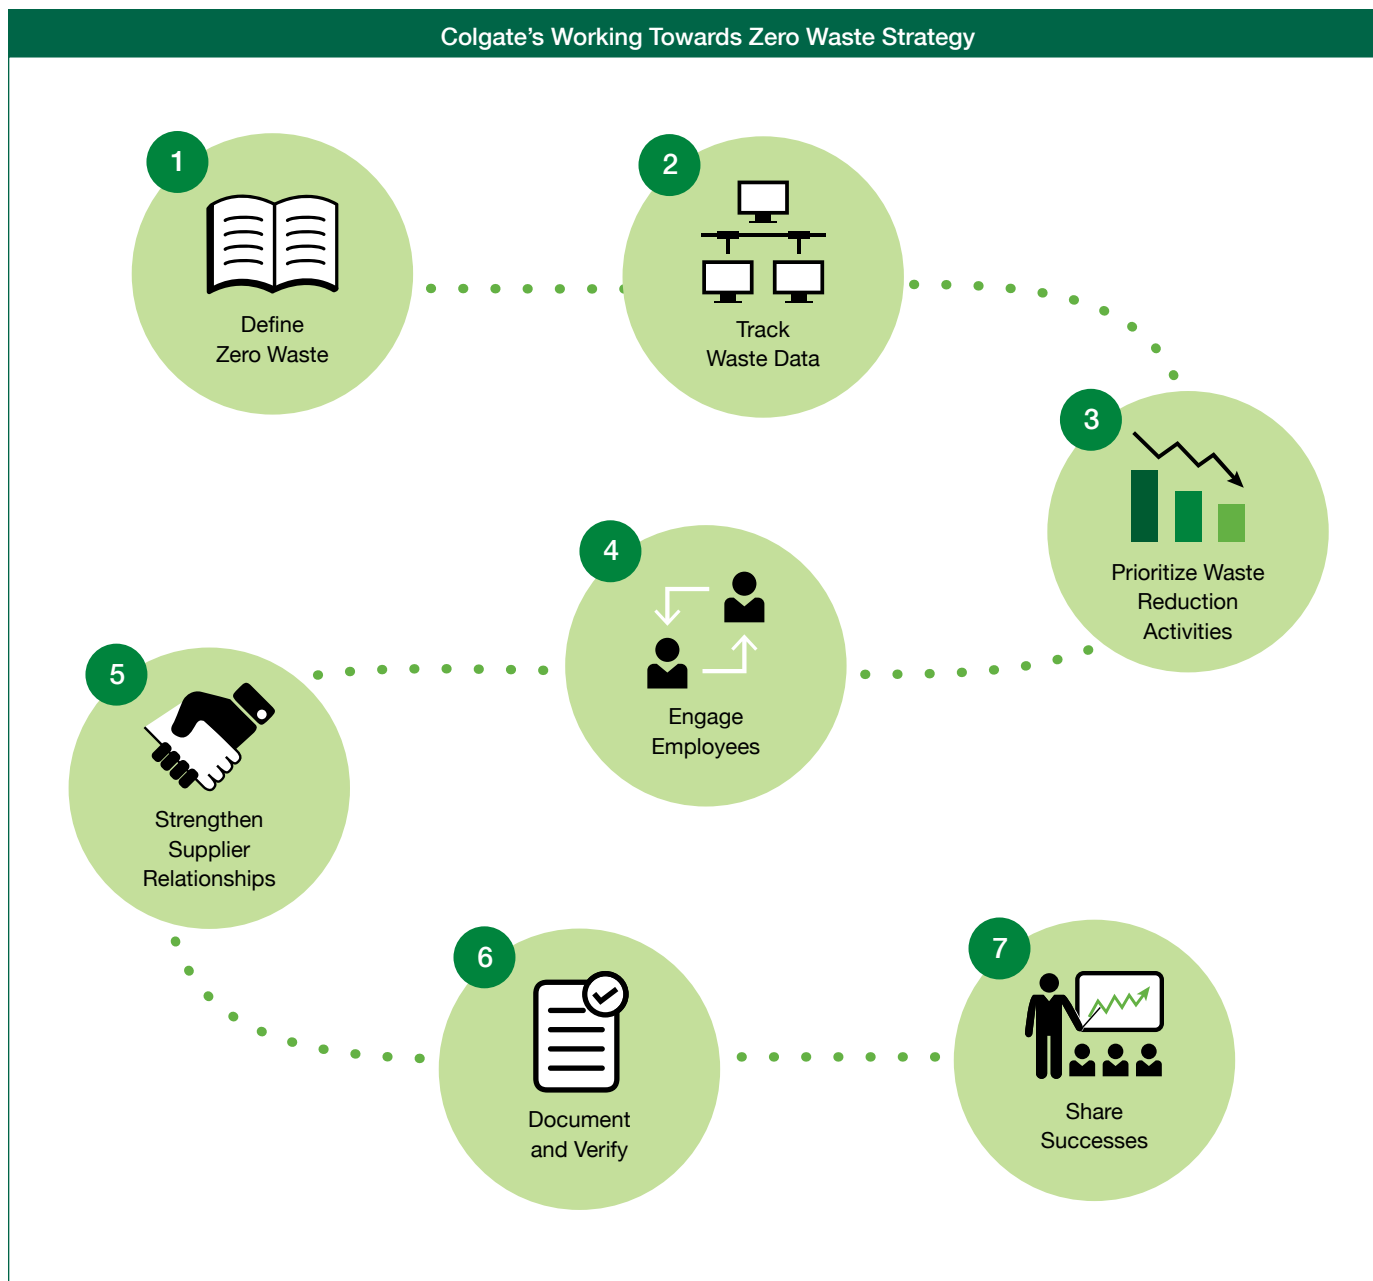 Colgate's Working Towards Zero Waste Strategy
1
Define
Zero Waste
2
Track
Waste Data
3
Prioritize Waste
Reduction
Activities
4
Engage
Employees
5
Strengthen
Supplier
Relationships
6
Document
and Verify
7
Share
Successes